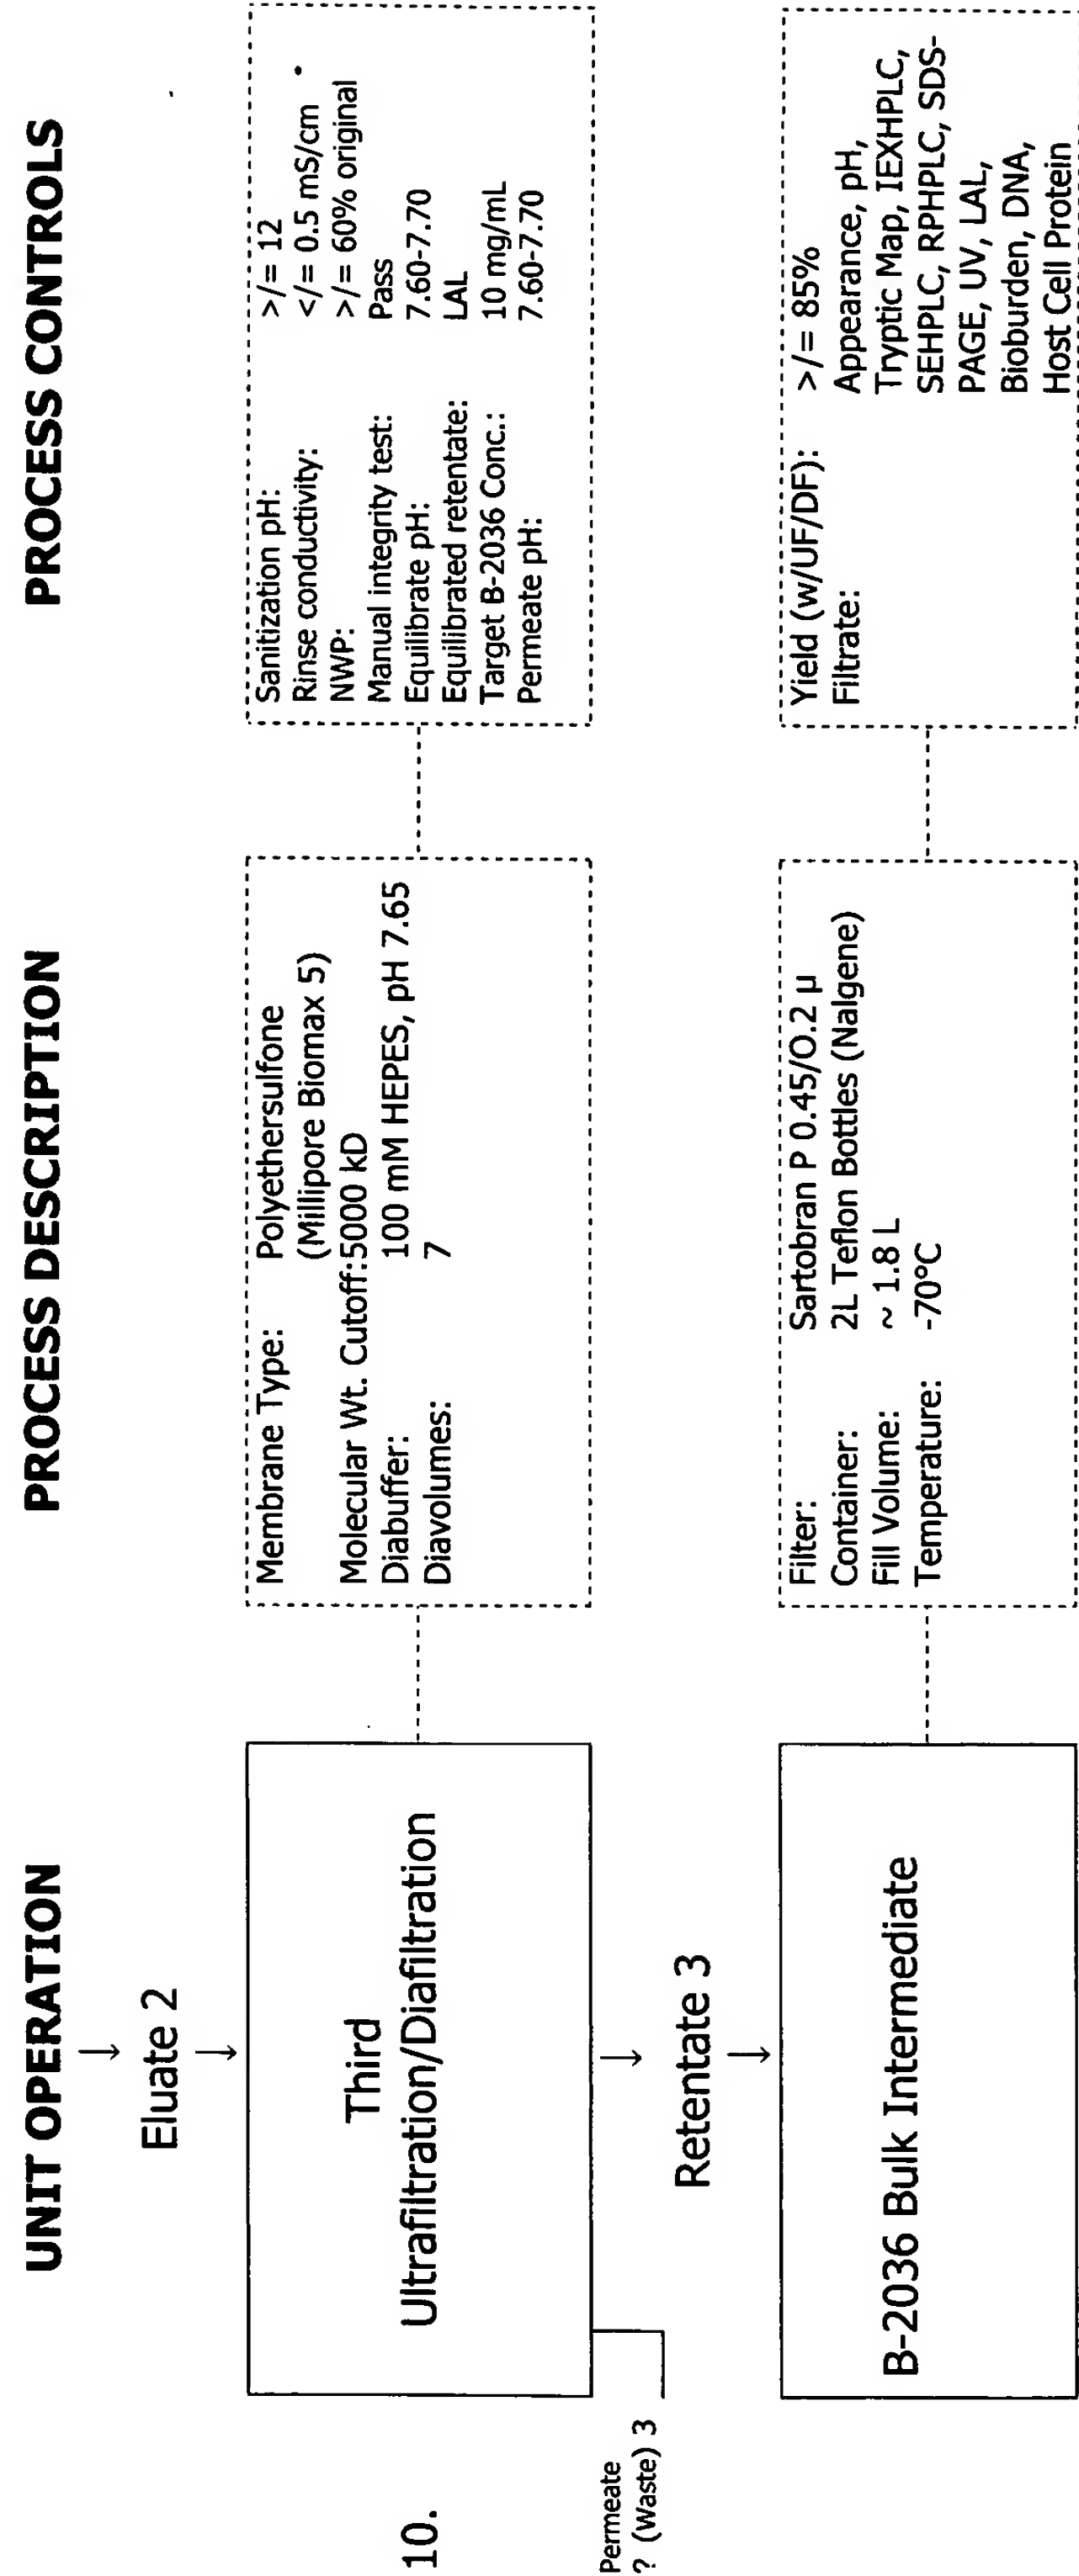 UNIT OPERATION
PROCESS DESCRIPTION
PROCESS CONTROLS
↓
Eluate 2
↓
10.
Third
Ultrafiltration/Diafiltration
Membrane Type: Polyethersulfone
(Millipore Biomax 5)
Molecular Wt. Cutoff:5000 kD
Diabuffer: 100 mM HEPES, pH 7.65
Diavolumes: 7
Sanitization pH: >/= 12
Rinse conductivity: </= 0.5 mS/cm
NWP: >/= 60% original
Manual integrity test: Pass
Equilibrate pH: 7.60-7.70
Equilibrated retentate: LAL
Target B-2036 Conc.: 10 mg/mL
Permeate pH: 7.60-7.70
Permeate
? (Waste) 3
↓
Retentate 3
↓
B-2036 Bulk Intermediate
Filter: Sartobran P 0.45/O.2 µ
Container: 2L Teflon Bottles (Nalgene)
Fill Volume: ~ 1.8 L
Temperature: -70°C
Yield (w/UF/DF): >/= 85%
Filtrate: Appearance, pH,
Tryptic Map, IEXHPLC,
SEHPLC, RPHPLC, SDS-
PAGE, UV, LAL,
Bioburden, DNA,
Host Cell Protein